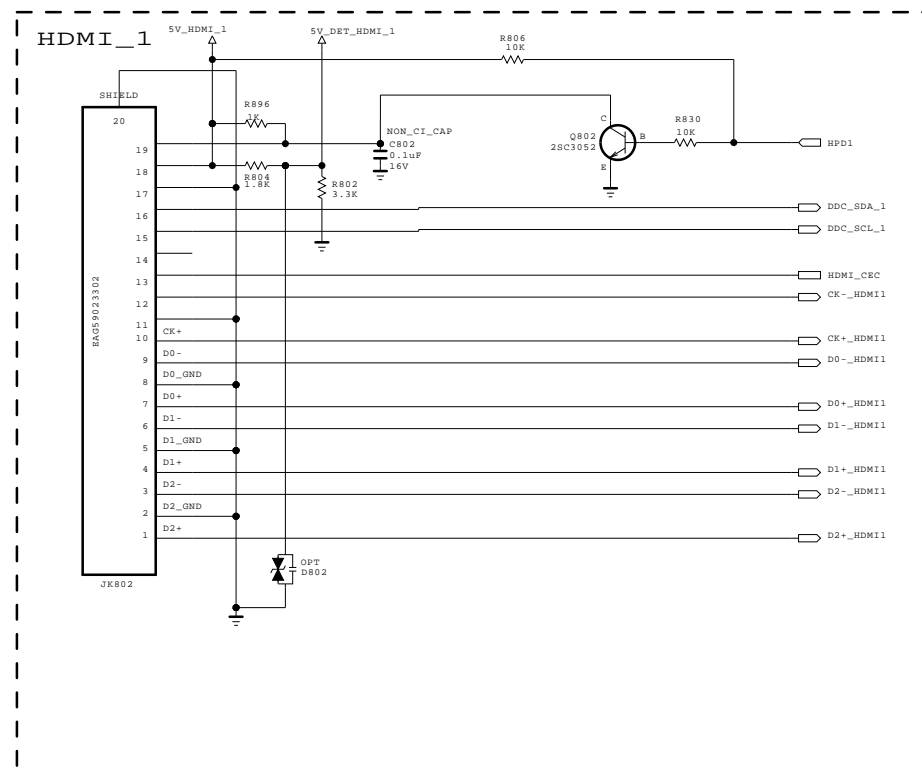 HDMI_1
5V_HDMI_1
5V_DET_HDMI_1
R806
10K
SHIELD
20
R896
1K
NON_CI_CAP
C802
0.1uF
16V
C
Q802
2SC3052
B
E
R830
10K
HPD1
19
18
R804
1.8K
R802
3.3K
17
16
DDC_SDA_1
15
DDC_SCL_1
14
13
HDMI_CEC
12
CK-_HDMI1
11
EAG59023302
10
CK+
CK+_HDMI1
9
D0-
D0-_HDMI1
8
D0_GND
7
D0+
D0+_HDMI1
6
D1-
D1-_HDMI1
5
D1_GND
4
D1+
D1+_HDMI1
3
D2-
D2-_HDMI1
2
D2_GND
1
D2+
D2+_HDMI1
OPT
D802
JK802